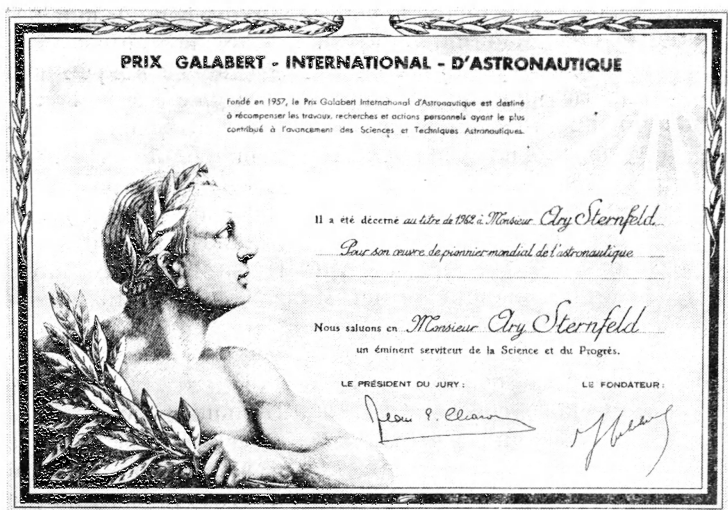 PRIX GALABERT - INTERNATIONAL - D'ASTRONAUTIQUE
Fondé en 1957, le Prix Galabert International d'Astronautique est destiné
à récompenser les travaux, recherches et actions personnels ayant le plus
contribué à l'avancement des Sciences et Techniques Astronautiques.
Il a été décerné au titre de 1962 à Monsieur Ary Sternfeld
Pour son œuvre de pionnier mondial de l'astronautique
Nous saluons en Monsieur Ary Sternfeld
un éminent serviteur de la Science et du Progrès.
LE PRÉSIDENT DU JURY :
LE FONDATEUR :